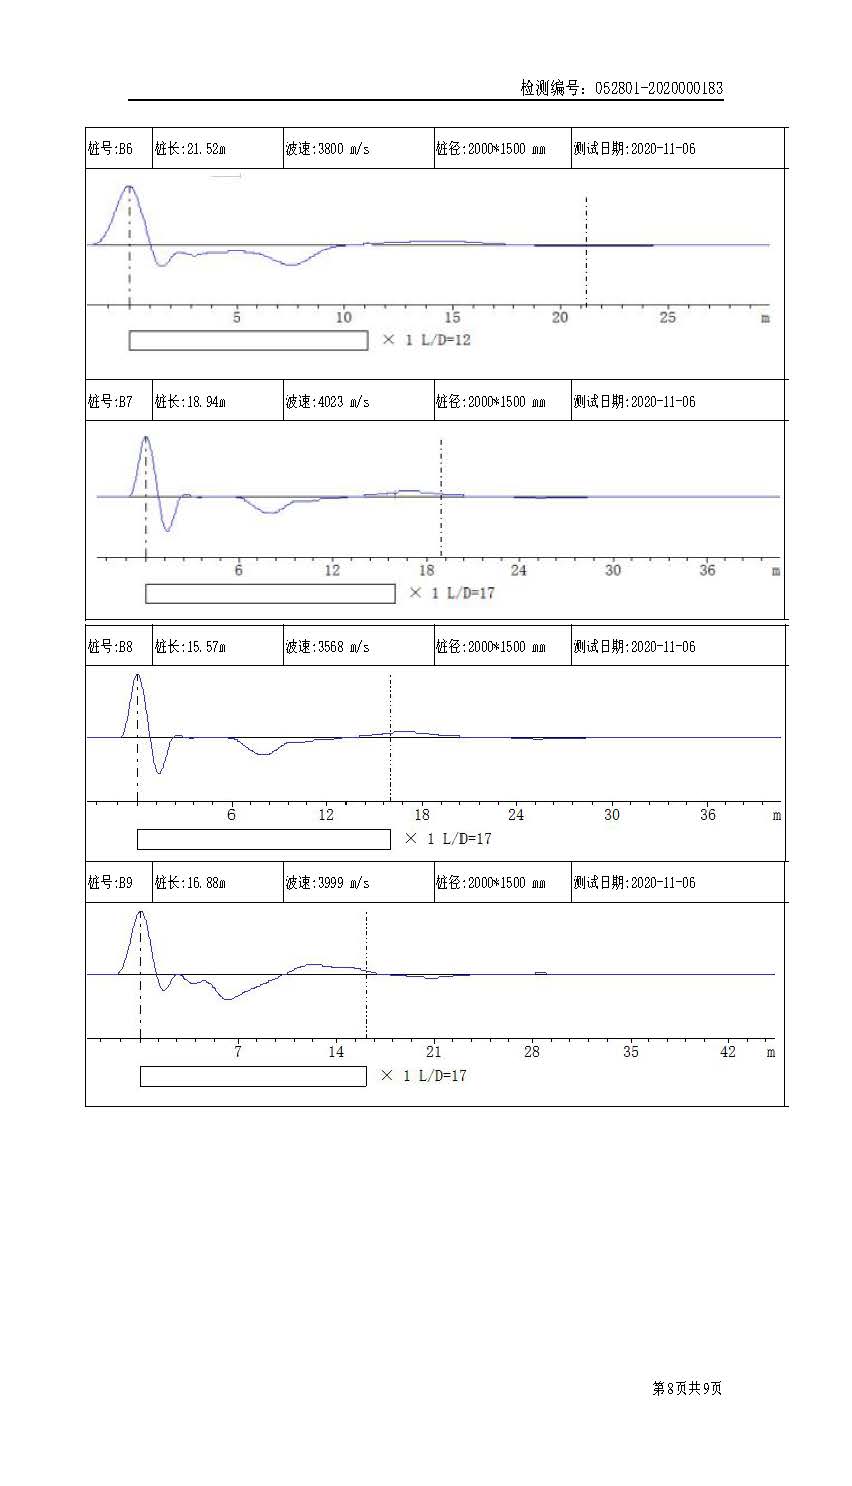 检测编号：052801-2020000183
桩号:B6 桩长:21.52m 波速:3800 m/s 桩径:2000*1500 mm 测试日期:2020-11-06
5 10 15 20 25 m
× 1 L/D=12
桩号:B7 桩长:18.94m 波速:4023 m/s 桩径:2000*1500 mm 测试日期:2020-11-06
6 12 18 24 30 36 m
× 1 L/D=17
桩号:B8 桩长:15.57m 波速:3568 m/s 桩径:2000*1500 mm 测试日期:2020-11-06
6 12 18 24 30 36 m
× 1 L/D=17
桩号:B9 桩长:16.88m 波速:3999 m/s 桩径:2000*1500 mm 测试日期:2020-11-06
7 14 21 28 35 42 m
× 1 L/D=17
第8页共9页